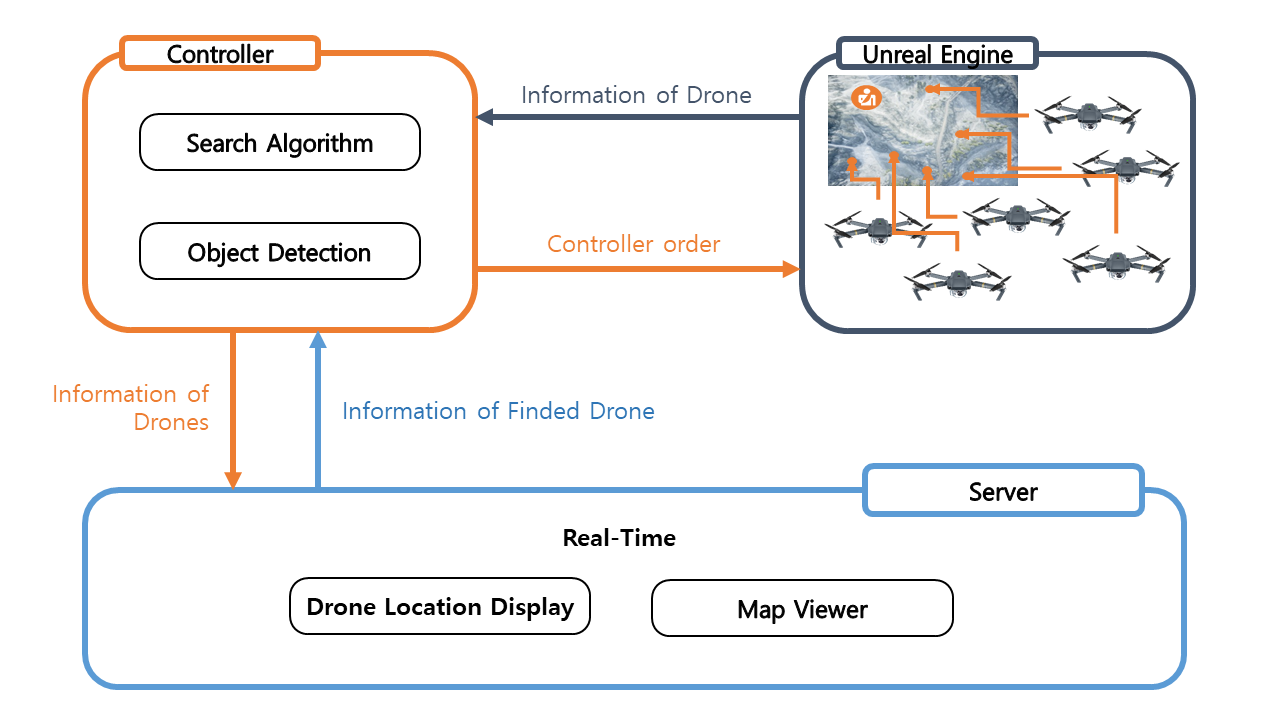 Controller
Search Algorithm
Object Detection
Information of Drone
Controller order
Unreal Engine
Information of
Drones
Information of Finded Drone
Server
Real-Time
Drone Location Display
Map Viewer